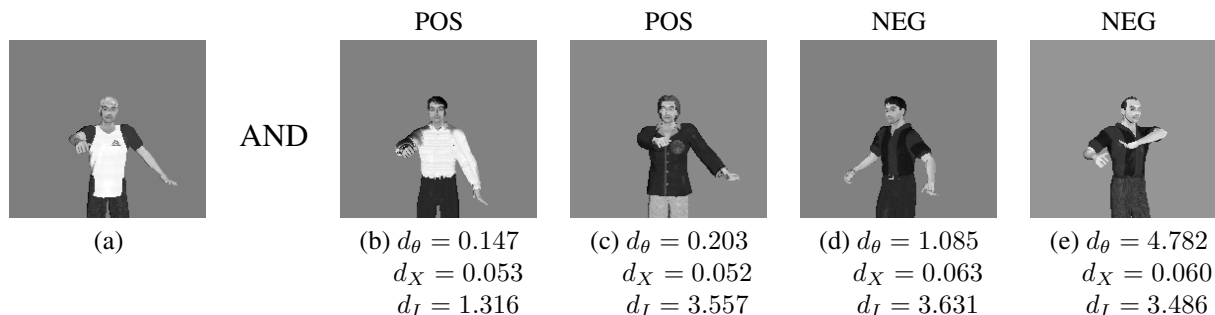 POS POS NEG NEG
AND
(a) (b) d_θ = 0.147 (c) d_θ = 0.203 (d) d_θ = 1.085 (e) d_θ = 4.782
d_X = 0.053 d_X = 0.052 d_X = 0.063 d_X = 0.060
d_I = 1.316 d_I = 3.557 d_I = 3.631 d_I = 3.486